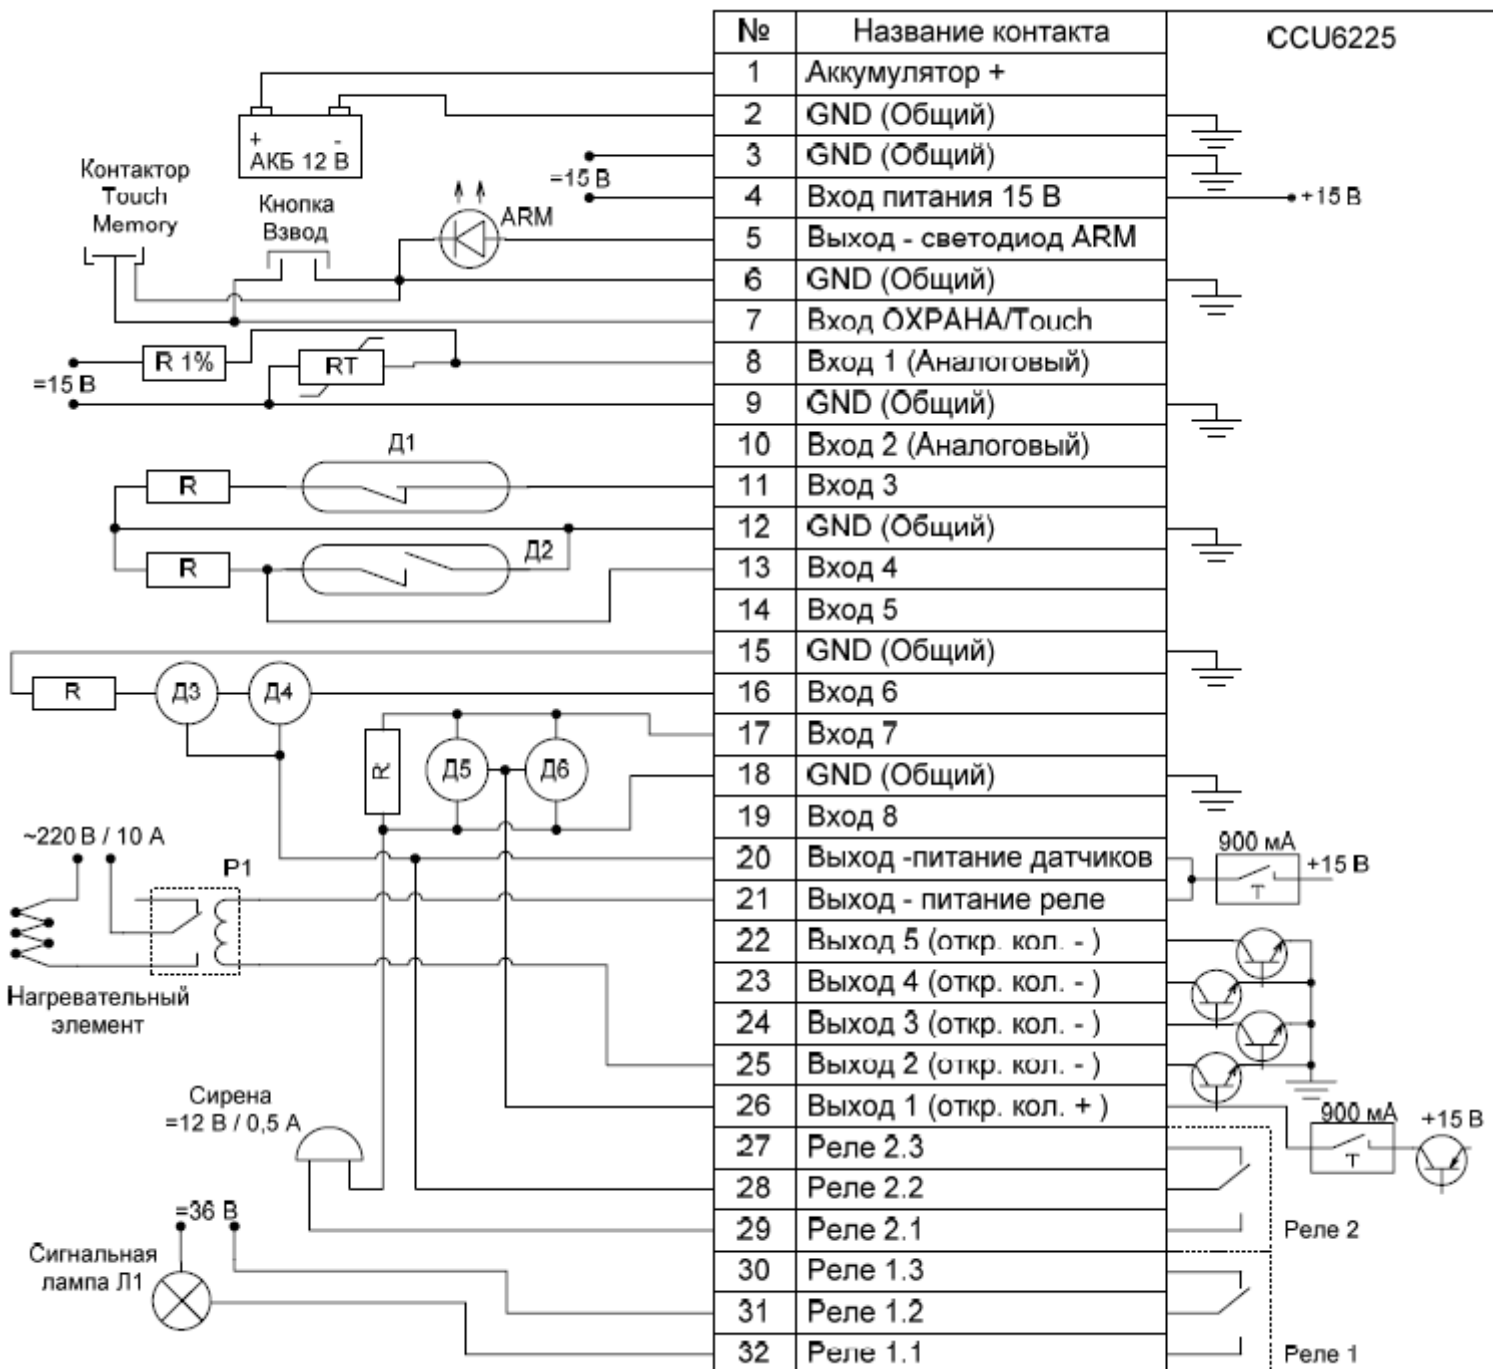 № Название контакта CCU6225
1 Аккумулятор +
2 GND (Общий)
3 GND (Общий)
4 Вход питания 15 В
5 Выход - светодиод ARM
6 GND (Общий)
7 Вход ОХРАНА/Touch
8 Вход 1 (Аналоговый)
9 GND (Общий)
10 Вход 2 (Аналоговый)
11 Вход 3
12 GND (Общий)
13 Вход 4
14 Вход 5
15 GND (Общий)
16 Вход 6
17 Вход 7
18 GND (Общий)
19 Вход 8
20 Выход -питание датчиков
21 Выход - питание реле
22 Выход 5 (откр. кол. - )
23 Выход 4 (откр. кол. - )
24 Выход 3 (откр. кол. - )
25 Выход 2 (откр. кол. - )
26 Выход 1 (откр. кол. + )
27 Реле 2.3
28 Реле 2.2
29 Реле 2.1
30 Реле 1.3
31 Реле 1.2
32 Реле 1.1
+ -
АКБ 12 В
Контактор
Touch
Memory
Кнопка
Взвод
ARM
=15 В
R 1%
RT
=15 В
Д1
R
R
Д2
R
Д3
Д4
R
Д5
Д6
~220 В / 10 А
P1
Нагревательный
элемент
Сирена
=12 В / 0,5 А
=36 В
Сигнальная
лампа Л1
+15 В
900 мА
+15 В
T
900 мА
+15 В
T
Реле 2
Реле 1